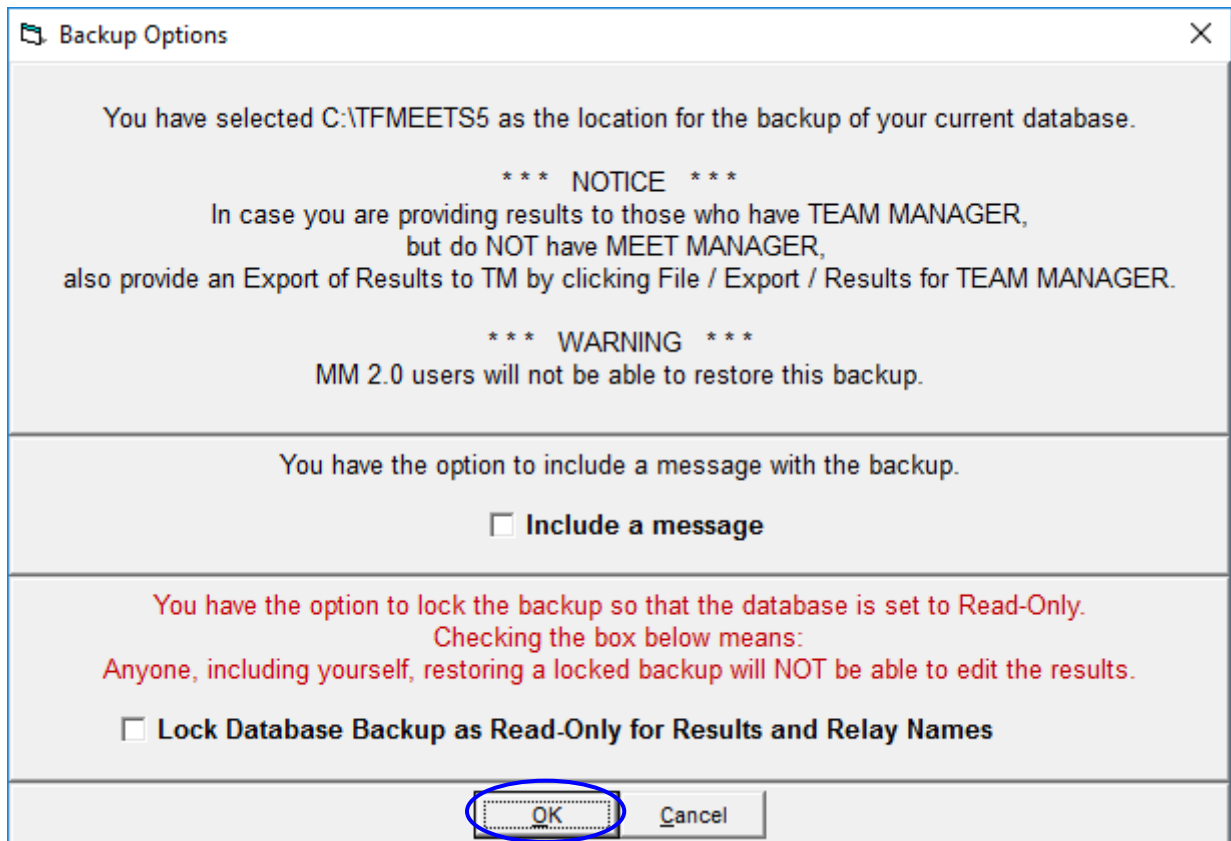 Backup Options
You have selected C:\TFMEETS5 as the location for the backup of your current database.
* * *   NOTICE   * * *
In case you are providing results to those who have TEAM MANAGER,
but do NOT have MEET MANAGER,
also provide an Export of Results to TM by clicking File / Export / Results for TEAM MANAGER.
* * *   WARNING   * * *
MM 2.0 users will not be able to restore this backup.
You have the option to include a message with the backup.
Include a message
You have the option to lock the backup so that the database is set to Read-Only.
Checking the box below means:
Anyone, including yourself, restoring a locked backup will NOT be able to edit the results.
Lock Database Backup as Read-Only for Results and Relay Names
OK Cancel